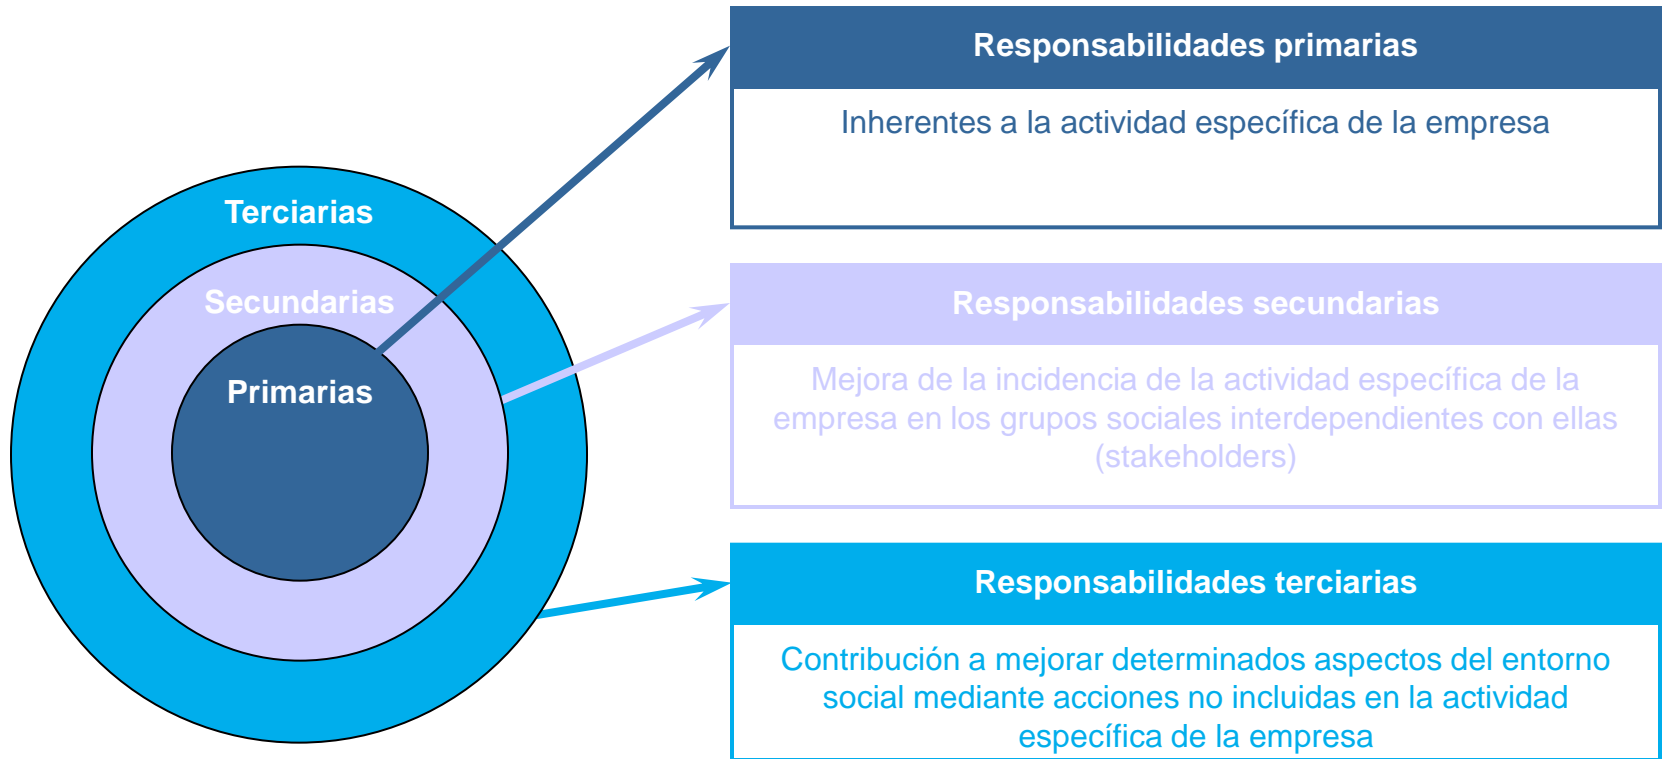 Terciarias
Secundarias
Primarias
Responsabilidades primarias
Inherentes a la actividad específica de la empresa
Responsabilidades secundarias
Mejora de la incidencia de la actividad específica de la
empresa en los grupos sociales interdependientes con ellas
(stakeholders)
Responsabilidades terciarias
Contribución a mejorar determinados aspectos del entorno
social mediante acciones no incluidas en la actividad
específica de la empresa